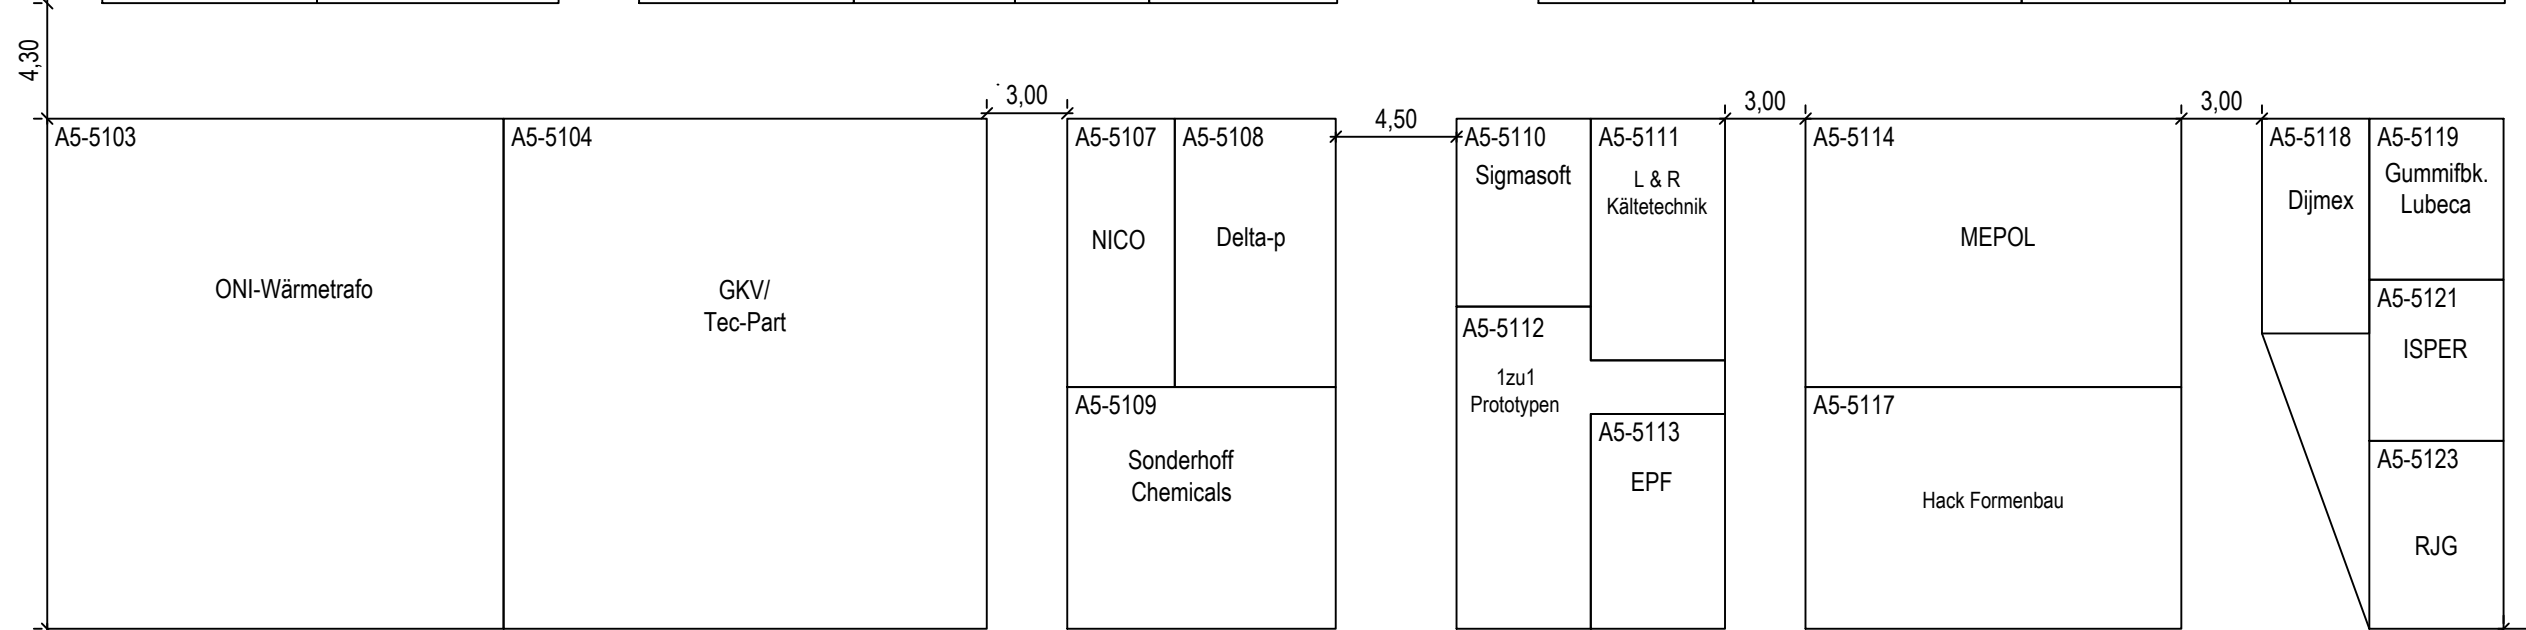 4,30
3,00
4,50
3,00
3,00
A5-5103
ONI-Wärmetrafo
A5-5104
GKV/
Tec-Part
A5-5107
NICO
A5-5108
Delta-p
A5-5109
Sonderhoff
Chemicals
A5-5110
Sigmasoft
A5-5111
L & R
Kältetechnik
A5-5112
1zu1
Prototypen
A5-5113
EPF
A5-5114
MEPOL
A5-5117
Hack Formenbau
A5-5118
Dijmex
A5-5119
Gummifbk.
Lubeca
A5-5121
ISPER
A5-5123
RJG